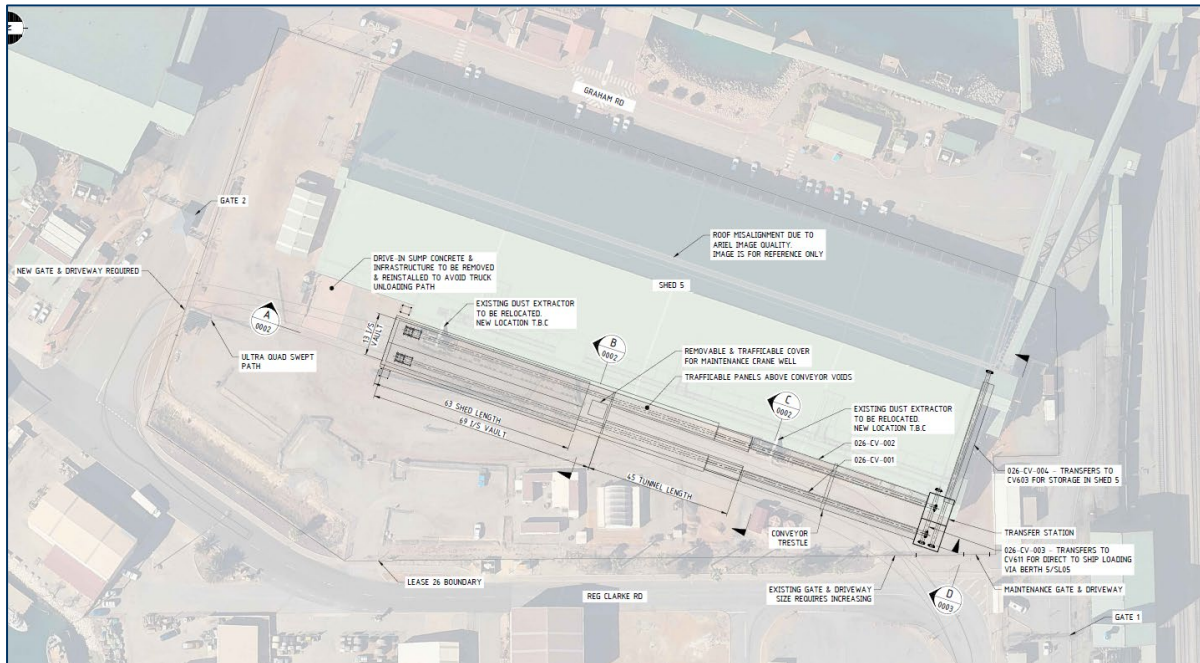 GRAHAM RD
GATE 2
ROOF MISALIGNMENT DUE TO
ARIEL IMAGE QUALITY.
IMAGE IS FOR REFERENCE ONLY
DRIVE-IN SUMP CONCRETE &
INFRASTRUCTURE TO BE REMOVED
& REINSTALLED TO AVOID TRUCK
UNLOADING PATH
NEW GATE & DRIVEWAY REQUIRED
SHED 5
EXISTING DUST EXTRACTOR
TO BE RELOCATED.
NEW LOCATION T.B.C
A
0002
13 I/S
VAULT
B
0002
REMOVABLE & TRAFFICABLE COVER
FOR MAINTENANCE CRANE WELL
ULTRA QUAD SWEPT
PATH
TRAFFICABLE PANELS ABOVE CONVEYOR VOIDS
C
0002
63 SHED LENGTH
69 I/S VAULT
EXISTING DUST EXTRACTOR
TO BE RELOCATED.
NEW LOCATION T.B.C
026-CV-002
026-CV-001
45 TUNNEL LENGTH
026-CV-004 - TRANSFERS TO
CV603 FOR STORAGE IN SHED 5
CONVEYOR
TRESTLE
TRANSFER STATION
026-CV-003 - TRANSFERS TO
CV611 FOR DIRECT TO SHIP LOADING
VIA BERTH 5/SL05
LEASE 26 BOUNDARY
REG CLARKE RD
EXISTING GATE & DRIVEWAY
SIZE REQUIRES INCREASING
MAINTENANCE GATE & DRIVEWAY
D
0003
GATE 1